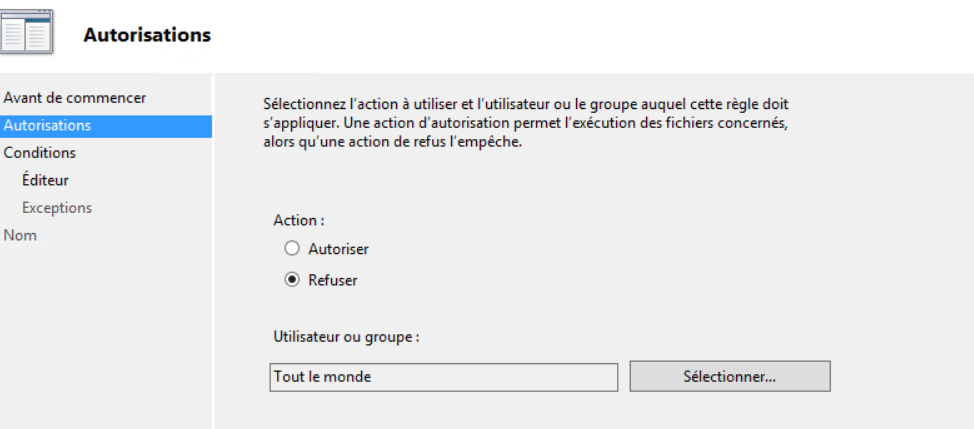 Autorisations
Avant de commencer
Autorisations
Conditions
Éditeur
Exceptions
Nom
Sélectionnez l'action à utiliser et l'utilisateur ou le groupe auquel cette règle doit
s'appliquer. Une action d'autorisation permet l'exécution des fichiers concernés,
alors qu'une action de refus l'empêche.
Action :
Autoriser
Refuser
Utilisateur ou groupe :
Tout le monde
Sélectionner...